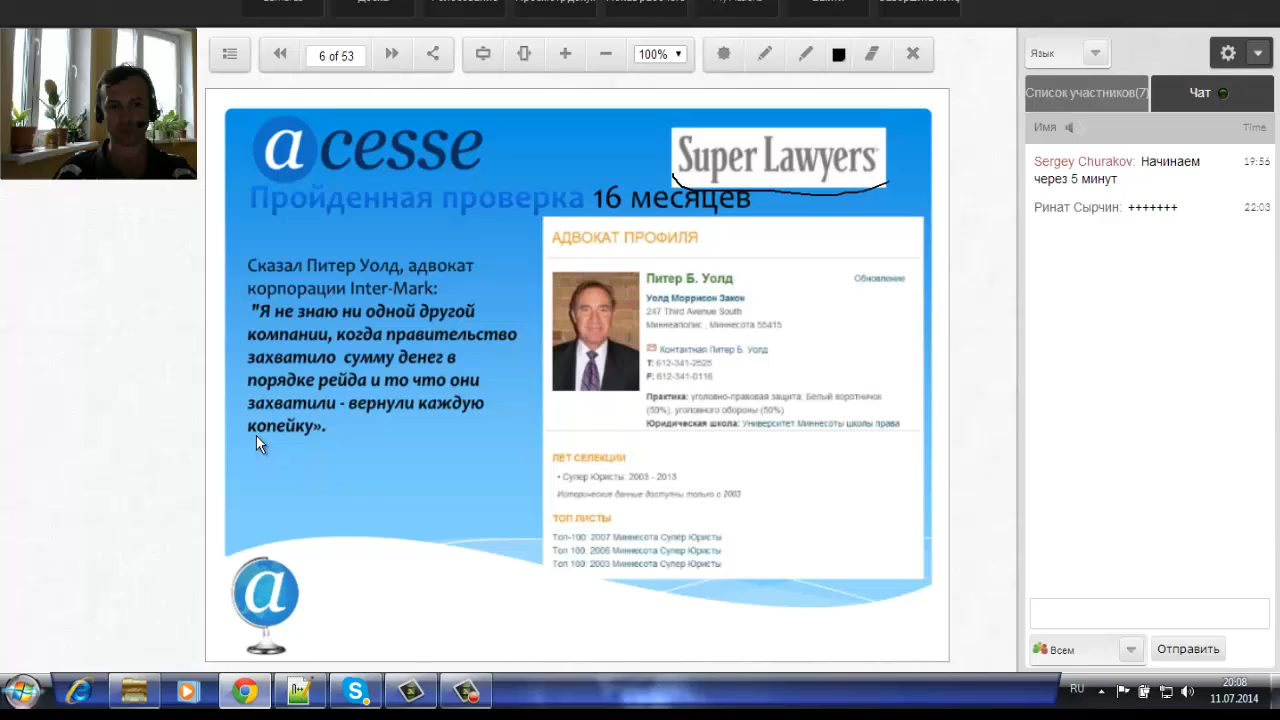 6 of 53
100%
Язык
Список участников(7)
Чат
Имя
Time
Sergey Churakov: Начинаем 19:56
через 5 минут
Ринат Сырчин: +++++++ 22:03
acesse
Super Lawyers
Пройденная проверка 16 месяцев
Сказал Питер Уолд, адвокат
корпорации Inter-Mark:
"Я не знаю ни одной другой
компании, когда правительство
захватило сумму денег в
порядке рейда и то что они
захватили - вернули каждую
копейку».
АДВОКАТ ПРОФИЛЯ
Питер Б. Уолд
Обновление
Уолд Моррисон Закон
247 Third Avenue South
Миннеаполис , Миннесота 55415
Контактная Питер Б. Уолд
T: 612-341-2525
F: 612-341-0116
Практика: уголовно-правовая защита: Белый воротничок
(50%), уголовного обороны (50%)
Юридическая школа: Университет Миннесоты школы права
ЛЕТ СЕЛЕКЦИИ
• Супер Юристы: 2003 - 2013
Исторические данные доступны только с 2003
ТОП ЛИСТЫ
Топ-100: 2007 Миннесота Супер Юристы
Топ 100: 2006 Миннесота Супер Юристы
Топ 100: 2003 Миннесота Супер Юристы
a
Всем
Отправить
RU
20:08
11.07.2014